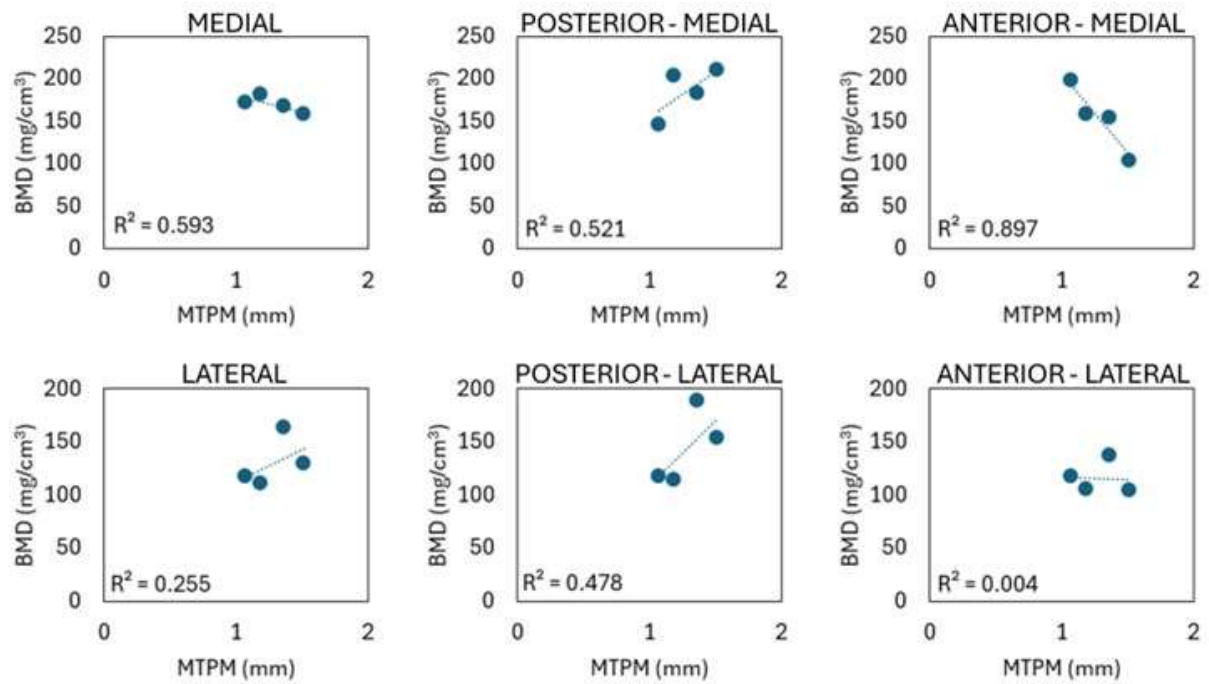 MEDIAL
250
200
150
100
50
0
BMD (mg/cm³)
R² = 0.593
0 1 2
MTPM (mm)
POSTERIOR - MEDIAL
250
200
150
100
50
0
BMD (mg/cm³)
R² = 0.521
0 1 2
MTPM (mm)
ANTERIOR - MEDIAL
250
200
150
100
50
0
BMD (mg/cm³)
R² = 0.897
0 1 2
MTPM (mm)
LATERAL
200
150
100
50
0
BMD (mg/cm³)
R² = 0.255
0 1 2
MTPM (mm)
POSTERIOR - LATERAL
200
150
100
50
0
BMD (mg/cm³)
R² = 0.478
0 1 2
MTPM (mm)
ANTERIOR - LATERAL
200
150
100
50
0
BMD (mg/cm³)
R² = 0.004
0 1 2
MTPM (mm)